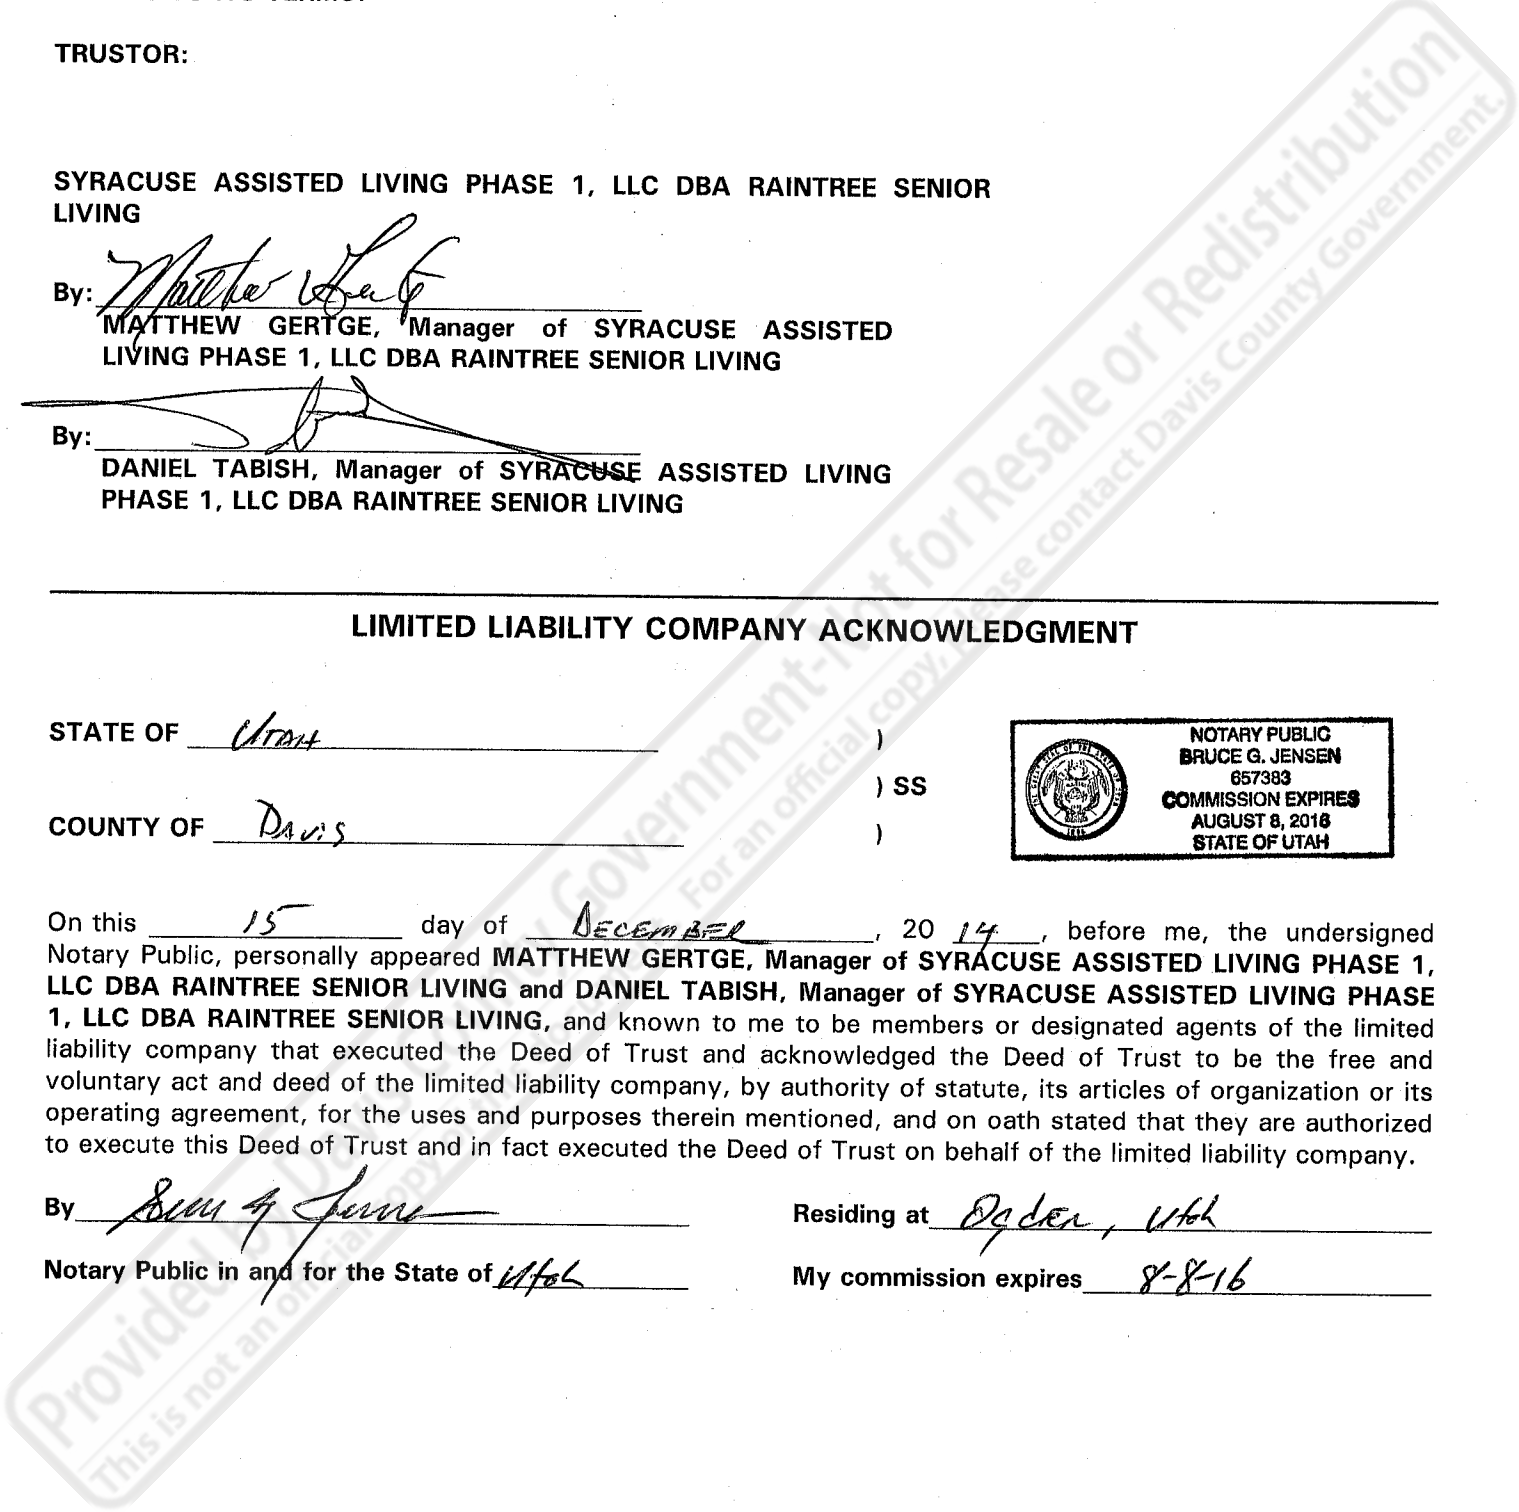 TRUSTOR:
SYRACUSE ASSISTED LIVING PHASE 1, LLC DBA RAINTREE SENIOR
LIVING
By: Matthew Gertge
MATTHEW GERTGE, Manager of SYRACUSE ASSISTED
LIVING PHASE 1, LLC DBA RAINTREE SENIOR LIVING
By:
DANIEL TABISH, Manager of SYRACUSE ASSISTED LIVING
PHASE 1, LLC DBA RAINTREE SENIOR LIVING
LIMITED LIABILITY COMPANY ACKNOWLEDGMENT
STATE OF UTAH )
) SS
COUNTY OF DAVIS )
NOTARY PUBLIC
BRUCE G. JENSEN
657383
COMMISSION EXPIRES
AUGUST 8, 2016
STATE OF UTAH
On this 15 day of DECEMBER, 20 14, before me, the undersigned
Notary Public, personally appeared MATTHEW GERTGE, Manager of SYRACUSE ASSISTED LIVING PHASE 1,
LLC DBA RAINTREE SENIOR LIVING and DANIEL TABISH, Manager of SYRACUSE ASSISTED LIVING PHASE
1, LLC DBA RAINTREE SENIOR LIVING, and known to me to be members or designated agents of the limited
liability company that executed the Deed of Trust and acknowledged the Deed of Trust to be the free and
voluntary act and deed of the limited liability company, by authority of statute, its articles of organization or its
operating agreement, for the uses and purposes therein mentioned, and on oath stated that they are authorized
to execute this Deed of Trust and in fact executed the Deed of Trust on behalf of the limited liability company.
By Residing at Ogden, Utah
Notary Public in and for the State of Utah My commission expires 8-8-16
Provided by Davis County Government-Not for Resale or Redistribution
This is not an official copy of this document. For an official copy, please contact Davis County Government.